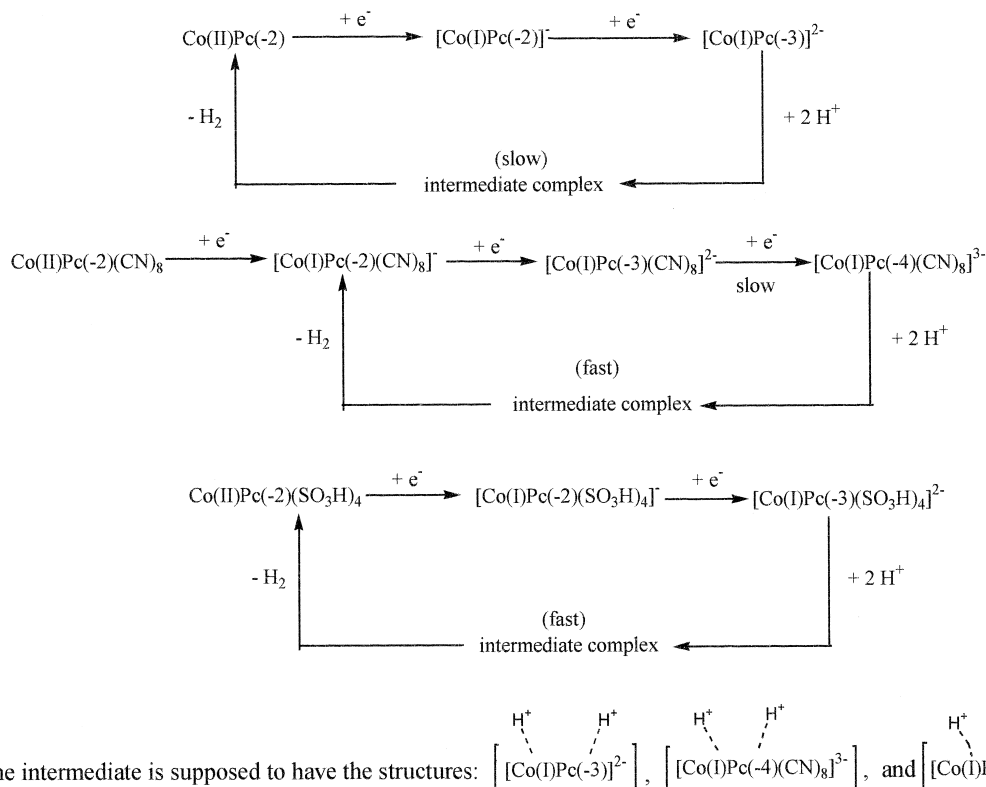 + e⁻ + e⁻
Co(II)Pc(-2) [Co(I)Pc(-2)]⁻ [Co(I)Pc(-3)]²⁻
- H₂ + 2 H⁺
(slow)
intermediate complex
+ e⁻ + e⁻ + e⁻
Co(II)Pc(-2)(CN)₈ [Co(I)Pc(-2)(CN)₈]⁻ [Co(I)Pc(-3)(CN)₈]²⁻ [Co(I)Pc(-4)(CN)₈]³⁻
slow
- H₂ + 2 H⁺
(fast)
intermediate complex
+ e⁻ + e⁻
Co(II)Pc(-2)(SO₃H)₄ [Co(I)Pc(-2)(SO₃H)₄]⁻ [Co(I)Pc(-3)(SO₃H)₄]²⁻
- H₂ + 2 H⁺
(fast)
intermediate complex
H⁺ H⁺ H⁺ H⁺ H⁺
ne intermediate is supposed to have the structures: [[Co(I)Pc(-3)]²⁻], [[Co(I)Pc(-4)(CN)₈]³⁻], and [[Co(I)